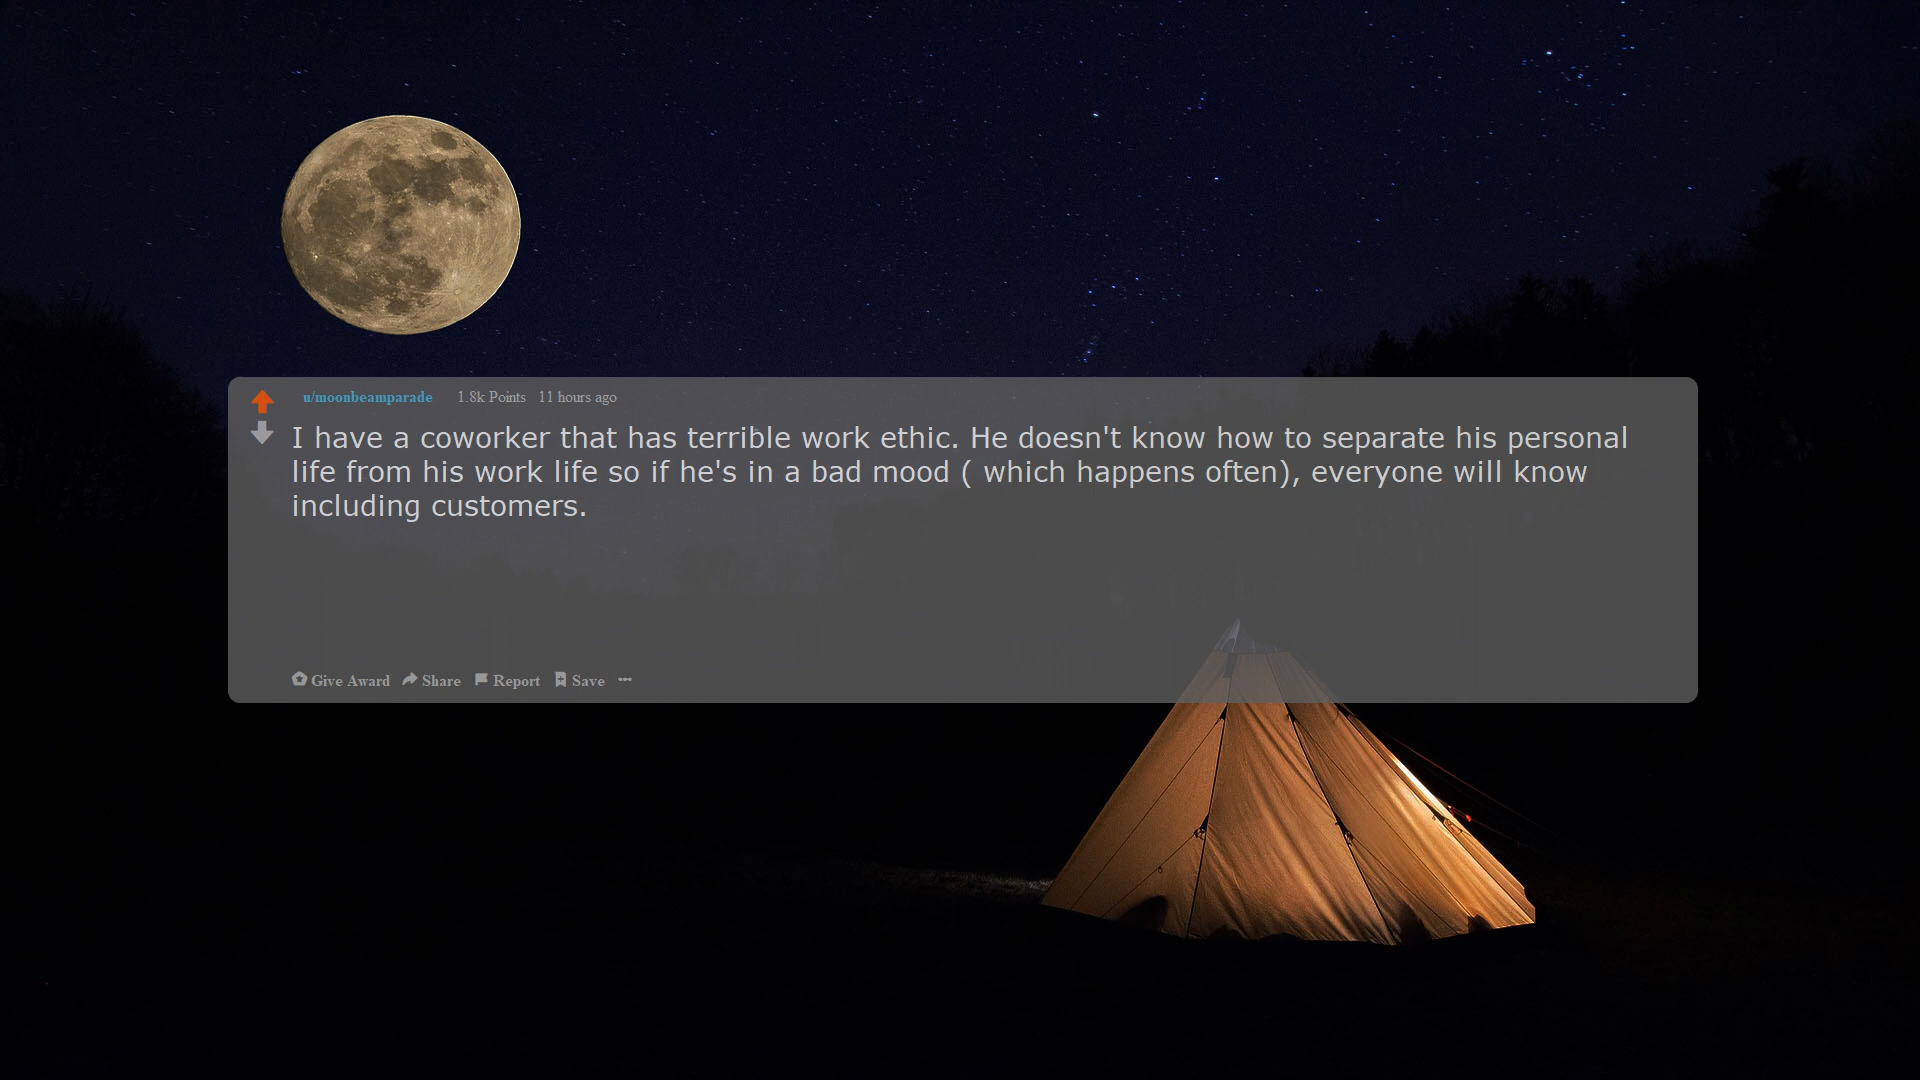 u/moonbeamparade 1.8k Points 11 hours ago
I have a coworker that has terrible work ethic. He doesn't know how to separate his personal
life from his work life so if he's in a bad mood ( which happens often), everyone will know
including customers.
Give Award Share Report Save